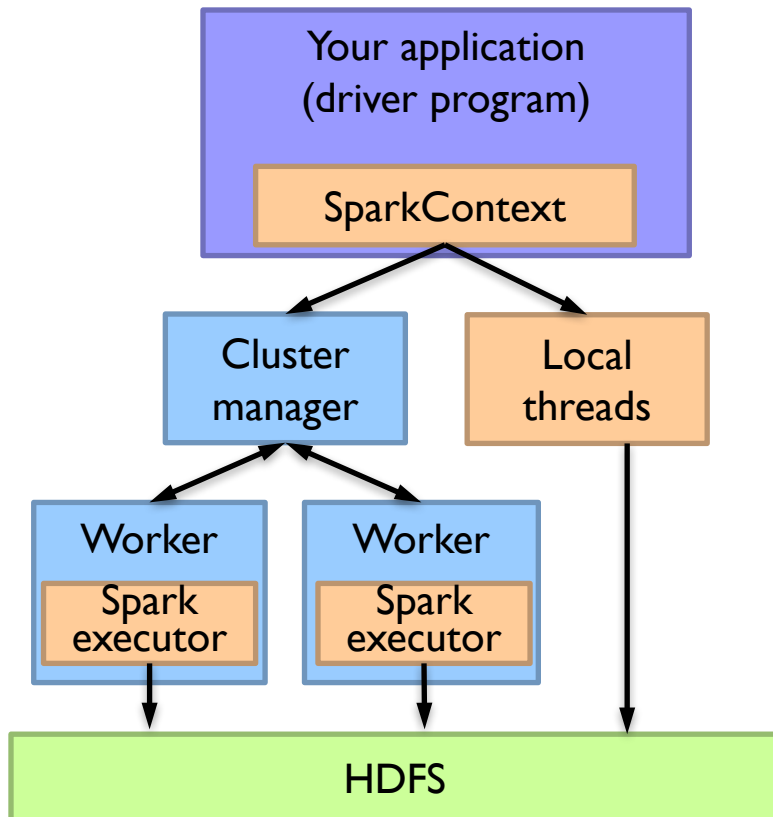 Your application
(driver program)
SparkContext
Cluster
manager
Local
threads
Worker
Spark
executor
Worker
Spark
executor
HDFS